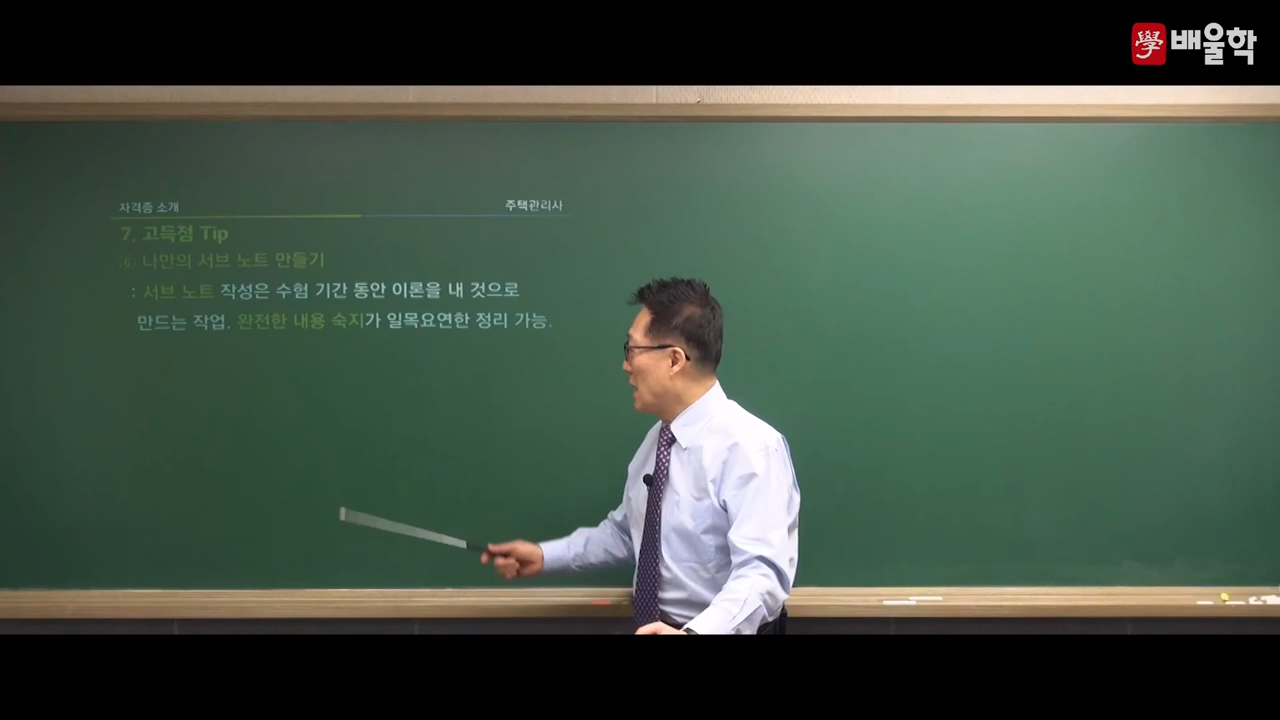 學 배울학
자격증 소개
주택관리사
7. 고득점 Tip
⑥ 나만의 서브 노트 만들기
: 서브 노트 작성은 수험 기간 동안 이론을 내 것으로
만드는 작업. 완전한 내용 숙지가 일목요연한 정리 가능.